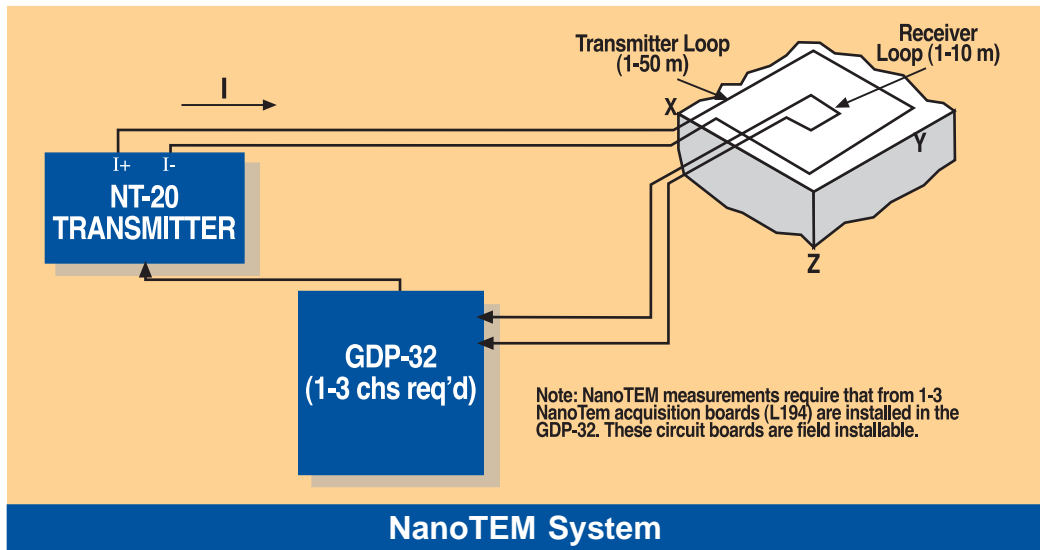 Transmitter Loop
(1-50 m)
Receiver
Loop (1-10 m)
I
X
Y
Z
I+ I-
NT-20
TRANSMITTER
GDP-32
(1-3 chs req'd)
Note: NanoTEM measurements require that from 1-3
NanoTem acquisition boards (L194) are installed in the
GDP-32. These circuit boards are field installable.
NanoTEM System